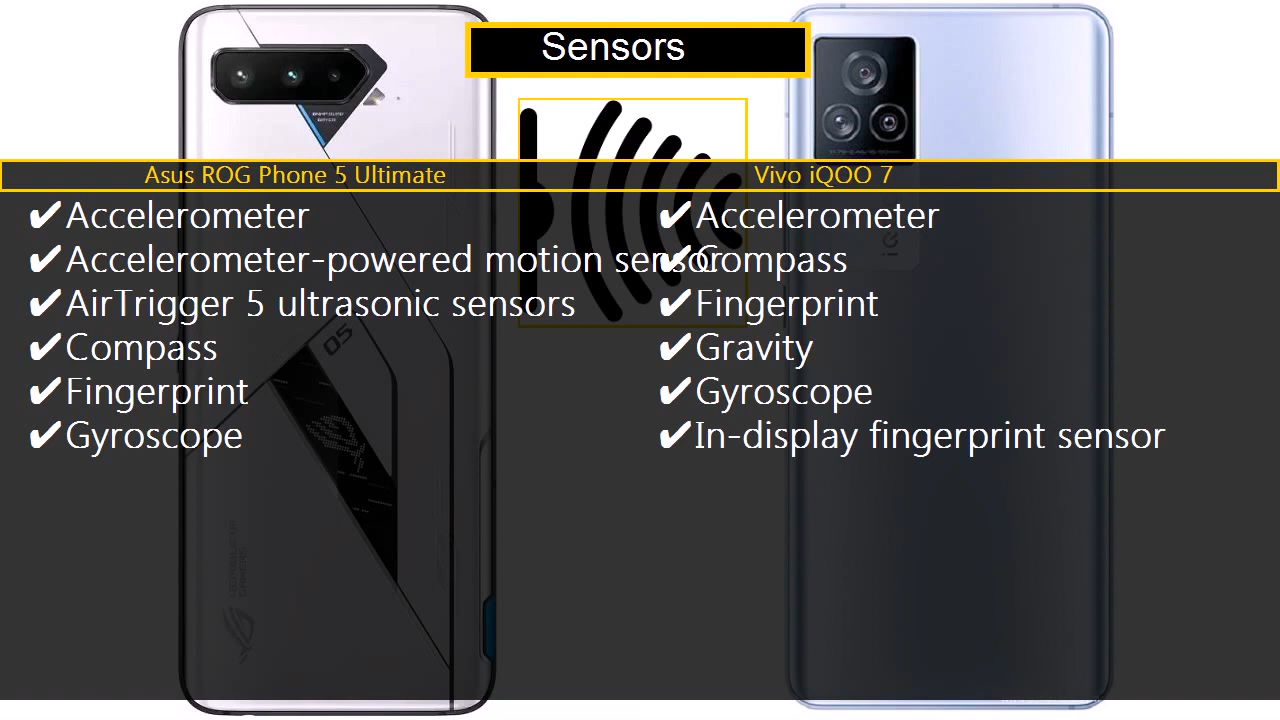 Sensors
Asus ROG Phone 5 Ultimate
Vivo iQOO 7
✔Accelerometer
✔Accelerometer-powered motion sensor
✔AirTrigger 5 ultrasonic sensors
✔Compass
✔Fingerprint
✔Gyroscope
✔Accelerometer
✔Compass
✔Fingerprint
✔Gravity
✔Gyroscope
✔In-display fingerprint sensor
05